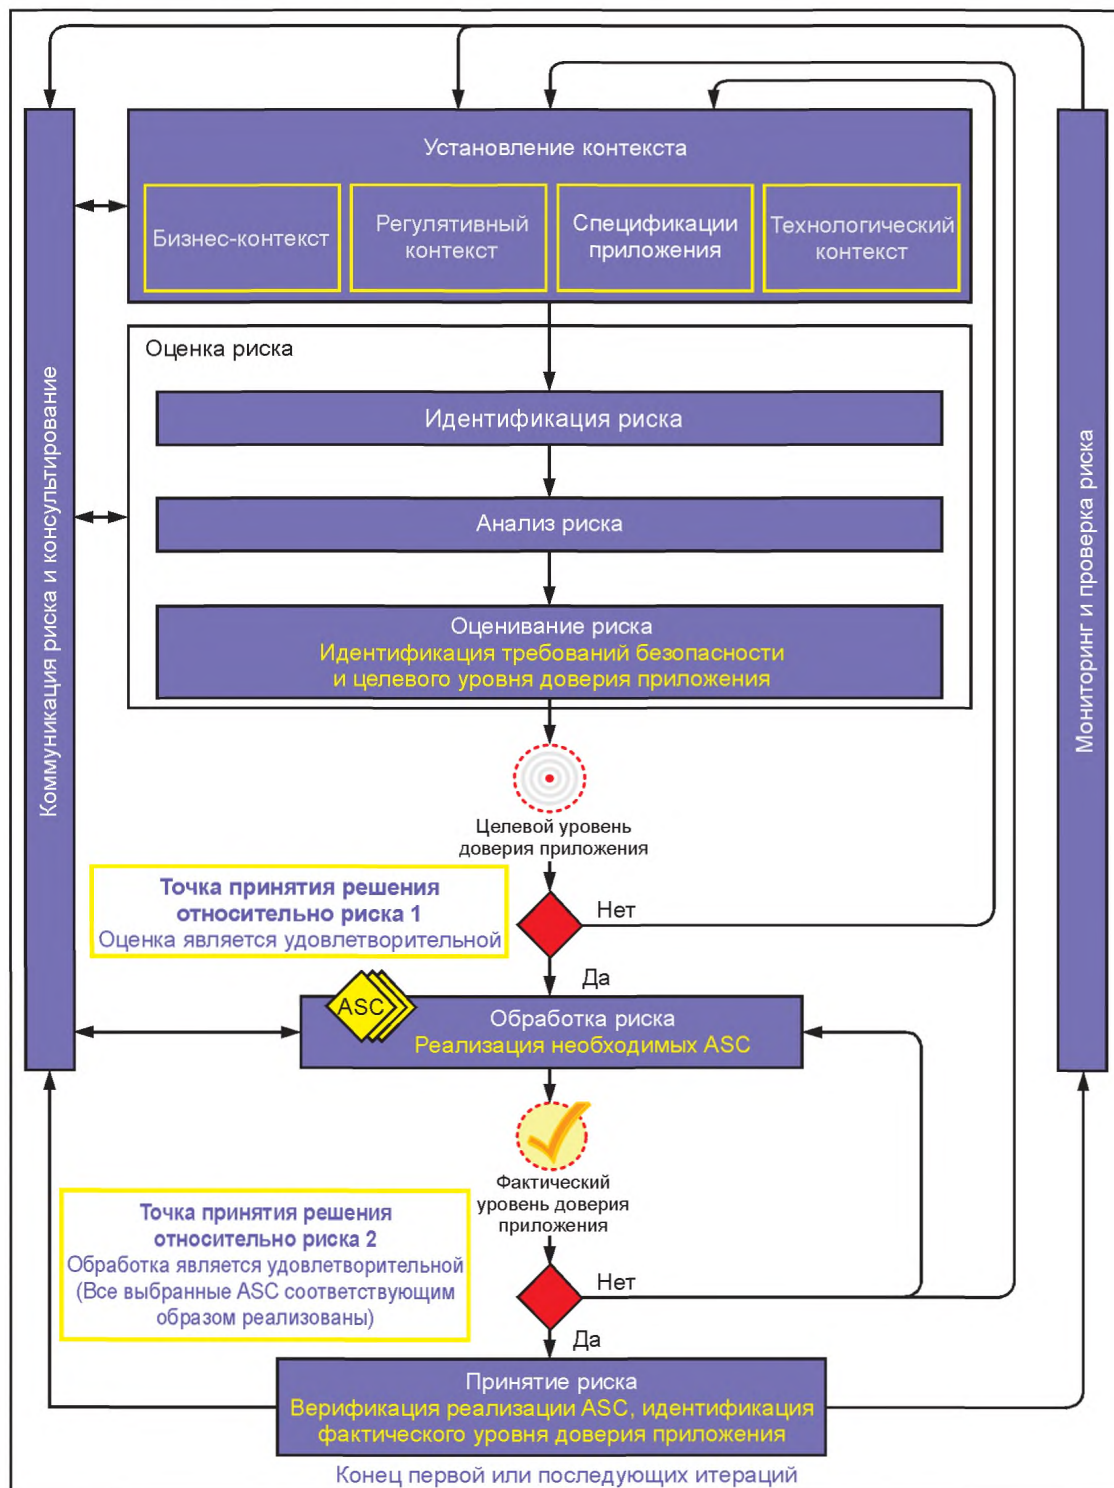 Установление контекста
Бизнес-контекст
Регулятивный
контекст
Спецификации
приложения
Технологический
контекст
Коммуникация риска и консультирование
Мониторинг и проверка риска
Оценка риска
Идентификация риска
Анализ риска
Оценивание риска
Идентификация требований безопасности
и целевого уровня доверия приложения
Целевой уровень
доверия приложения
Точка принятия решения
относительно риска 1
Оценка является удовлетворительной
Нет
Да
ASC
Обработка риска
Реализация необходимых ASC
Фактический
уровень доверия
приложения
Точка принятия решения
относительно риска 2
Обработка является удовлетворительной
(Все выбранные ASC соответствующим
образом реализованы)
Нет
Да
Принятие риска
Верификация реализации ASC, идентификация
фактического уровня доверия приложения
Конец первой или последующих итераций